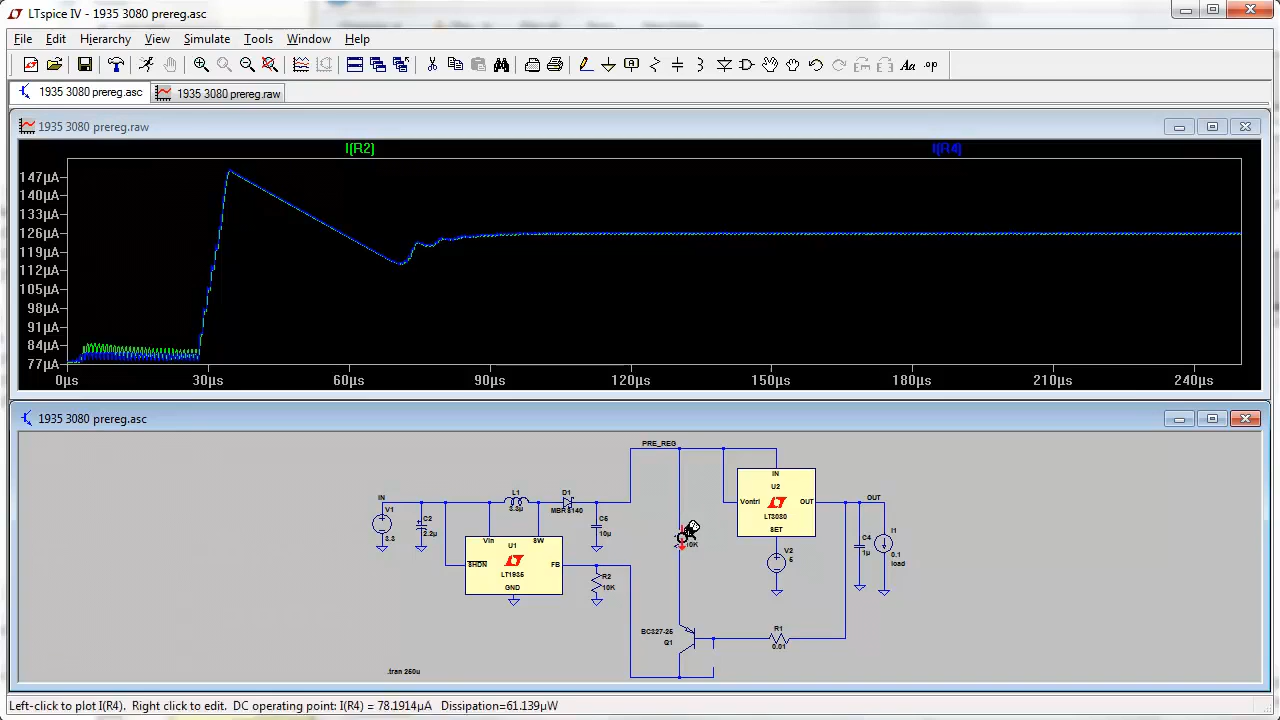 LTspice IV - 1935 3080 prereg.asc
File Edit Hierarchy View Simulate Tools Window Help
Aa .op
1935 3080 prereg.asc 1935 3080 prereg.raw
1935 3080 prereg.raw
I(R2) I(R4)
147µA
140µA
133µA
126µA
119µA
112µA
105µA
98µA
91µA
84µA
77µA
0µs 30µs 60µs 90µs 120µs 150µs 180µs 210µs 240µs
1935 3080 prereg.asc
PRE_REG
IN
V1
3.3
C2
2.2µ
L1
3.3µ
D1
MBRS140
C5
10µ
Vin SW
U1
SHDN FB
LT1935
GND
R2
10K
10K
IN
U2
Vcntrl OUT
LT3080
SET
OUT
V2
5
C4
1µ
I1
0.1
load
BC327-25
Q1
R1
0.01
.tran 250u
Left-click to plot I(R4). Right click to edit. DC operating point: I(R4) = 78.1914µA Dissipation=61.139µW